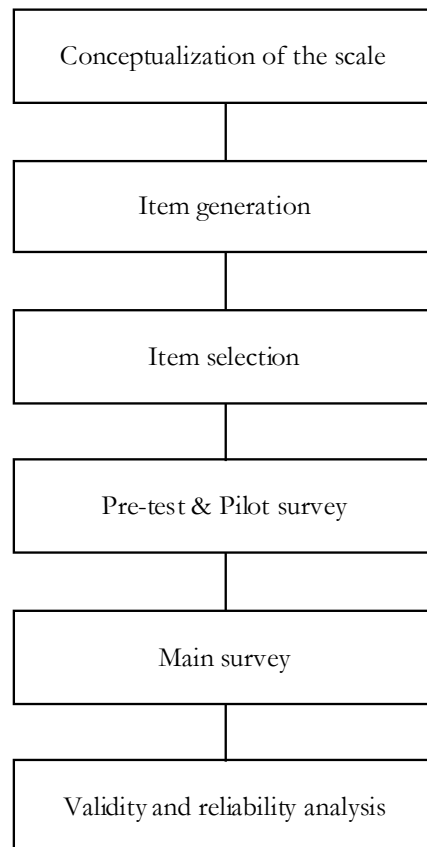 Conceptualization of the scale
Item generation
Item selection
Pre-test & Pilot survey
Main survey
Validity and reliability analysis